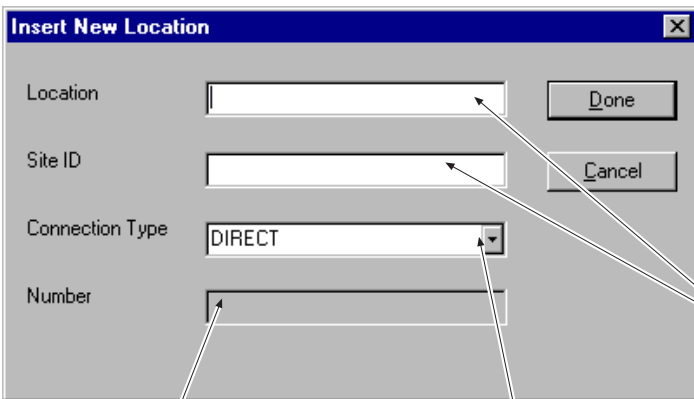 Insert New Location
Location
Done
Site ID
Cancel
Connection Type
DIRECT
Number